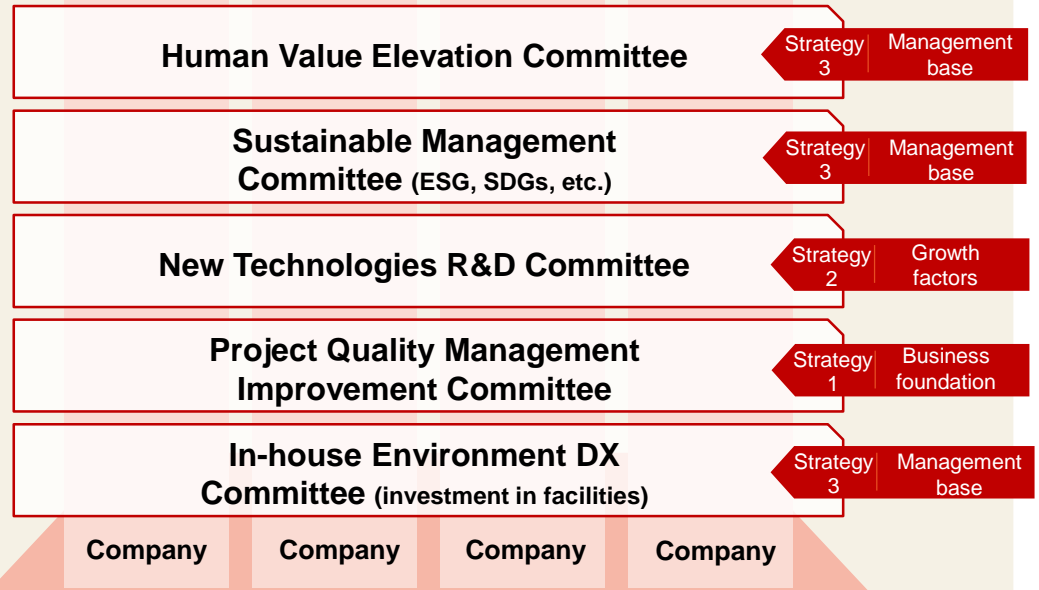 Human Value Elevation Committee
Strategy 3
Management base
Sustainable Management
Committee (ESG, SDGs, etc.)
Strategy 3
Management base
New Technologies R&D Committee
Strategy 2
Growth factors
Project Quality Management
Improvement Committee
Strategy 1
Business foundation
In-house Environment DX
Committee (investment in facilities)
Strategy 3
Management base
Company Company Company Company